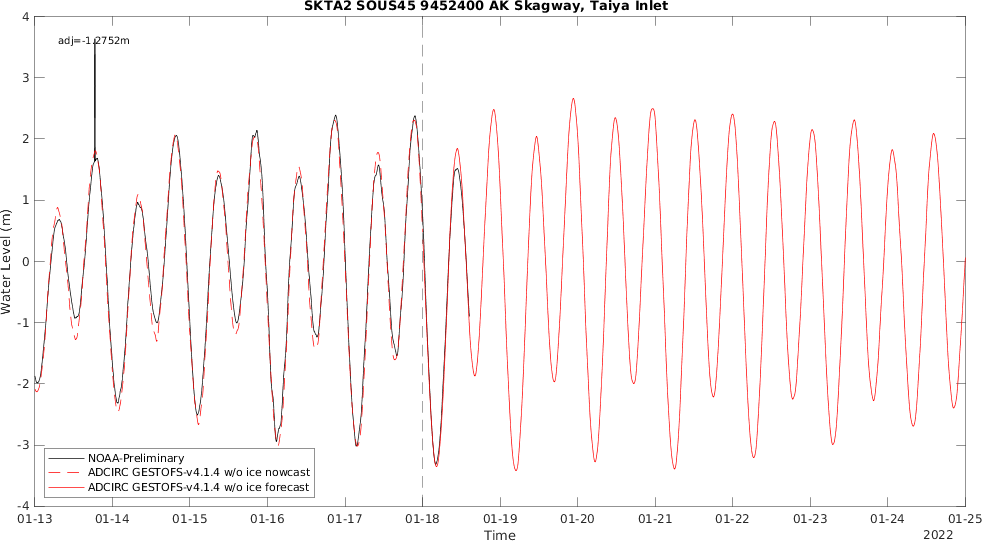 SKTA2 SOUS45 9452400 AK Skagway, Taiya Inlet
adj=-1.2752m
4
3
2
1
0
-1
-2
-3
-4
Water Level (m)
NOAA-Preliminary
ADCIRC GESTOFS-v4.1.4 w/o ice nowcast
ADCIRC GESTOFS-v4.1.4 w/o ice forecast
01-13 01-14 01-15 01-16 01-17 01-18 01-19 01-20 01-21 01-22 01-23 01-24 01-25
Time
2022